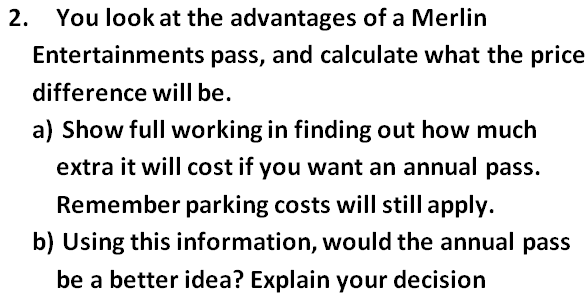 2. You look at the advantages of a Merlin
Entertainments pass, and calculate what the price
difference will be.
a) Show full working in finding out how much
extra it will cost if you want an annual pass.
Remember parking costs will still apply.
b) Using this information, would the annual pass
be a better idea? Explain your decision